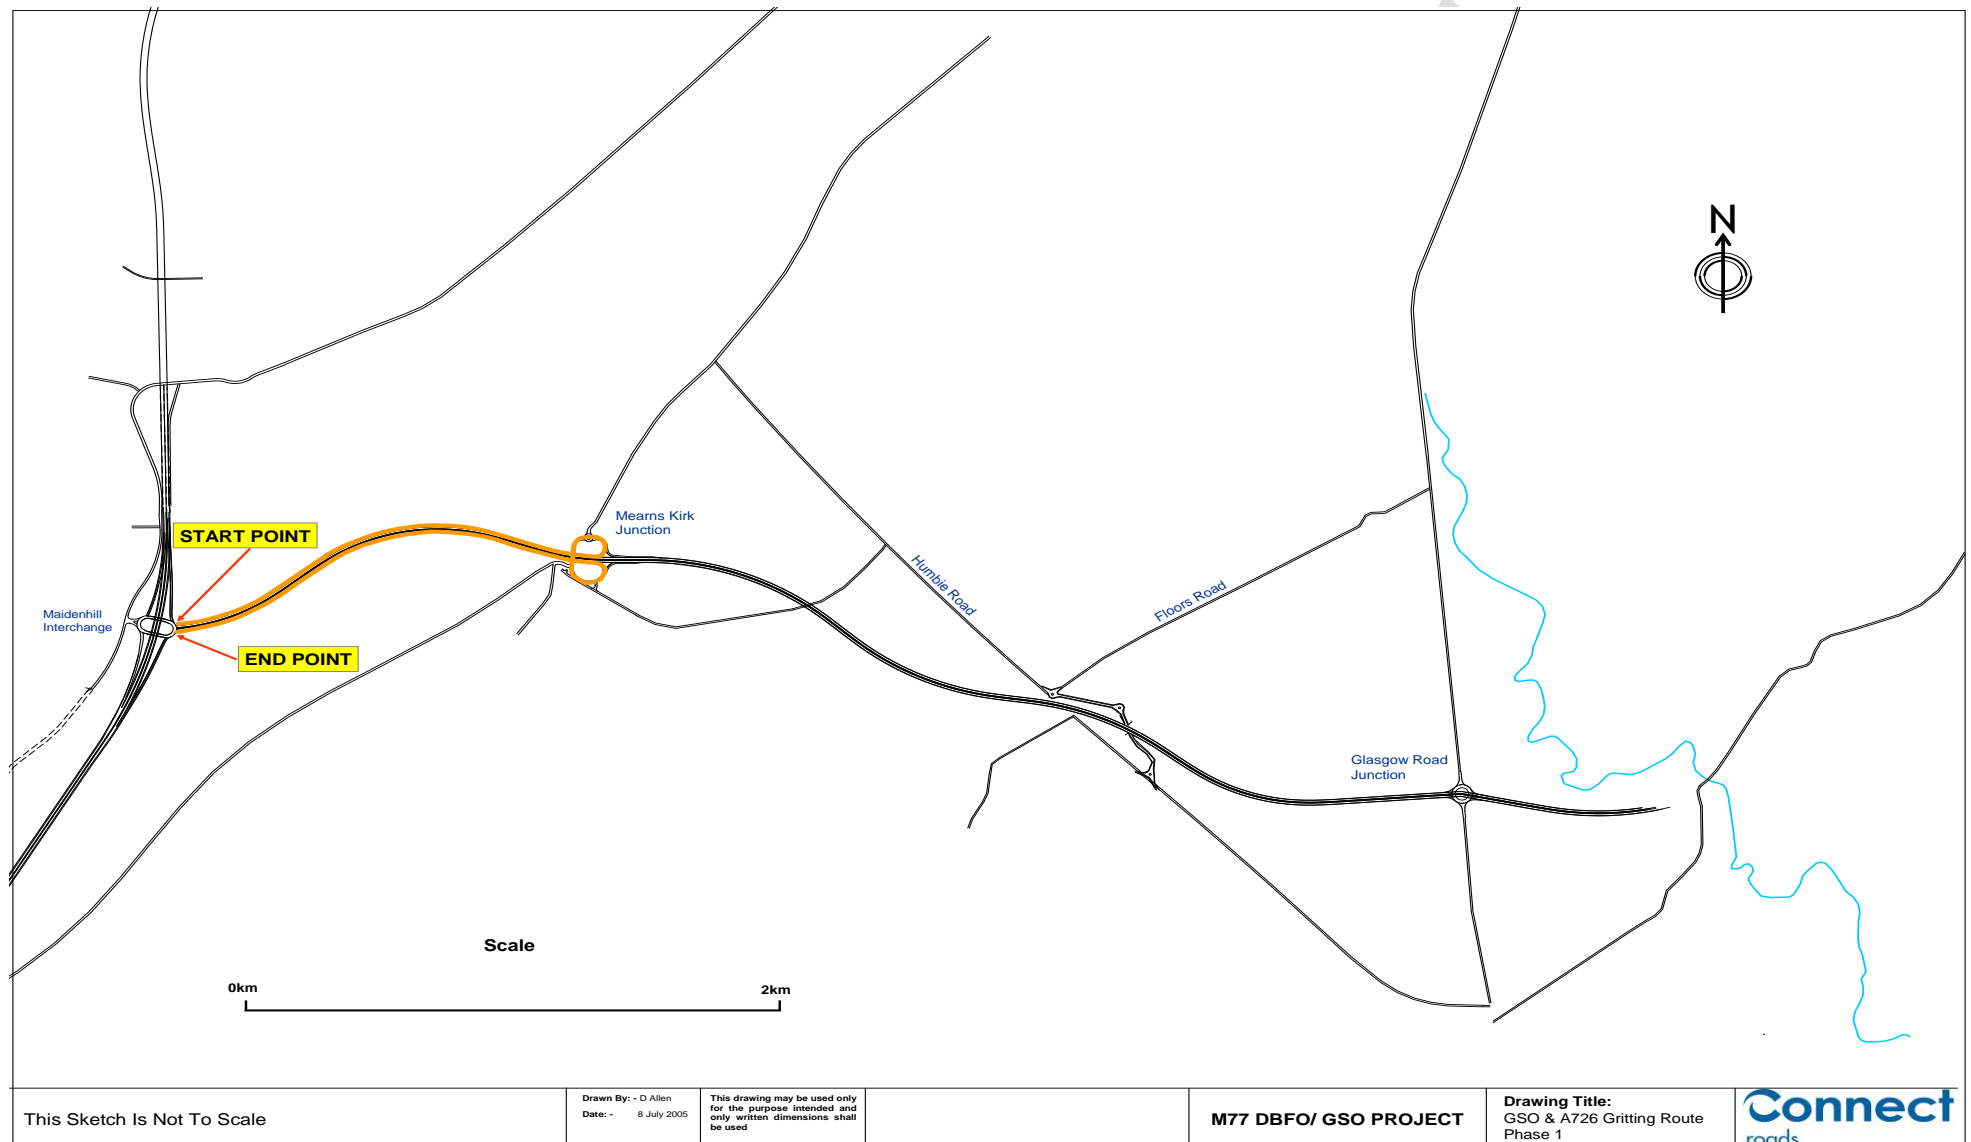 N
START POINT
Mearns Kirk
Junction
Humbie Road
Floors Road
Maidenhill
Interchange
END POINT
Glasgow Road
Junction
Scale
0km
2km
This Sketch Is Not To Scale
Drawn By: - D Allen
Date: - 8 July 2005
This drawing may be used only
for the purpose intended and
only written dimensions shall
be used
M77 DBFO/ GSO PROJECT
Drawing Title:
GSO & A726 Gritting Route
Phase 1
Connect
roads